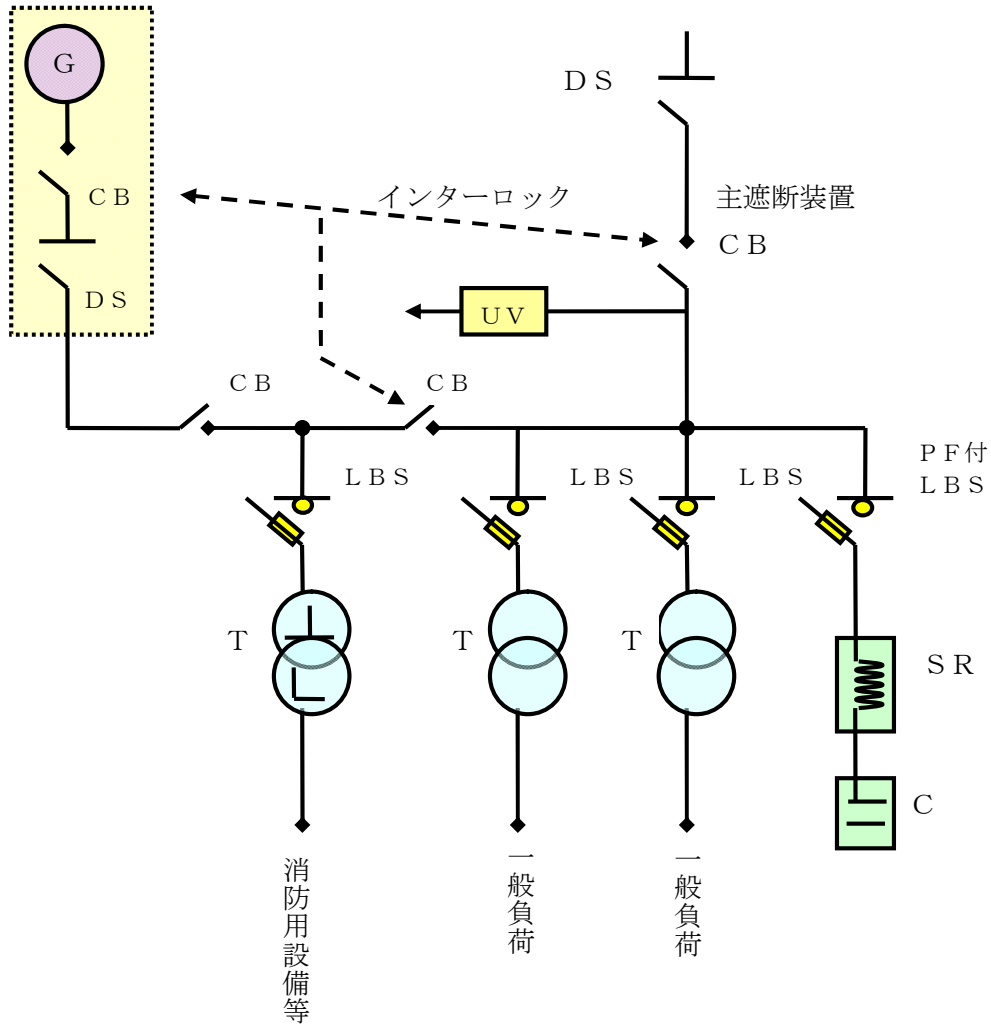 G
DS
CB
インターロック
主遮断装置
CB
DS
UV
CB
CB
PF付
LBS
LBS
LBS
LBS
T
T
T
SR
C
消防用設備等
一般負荷
一般負荷